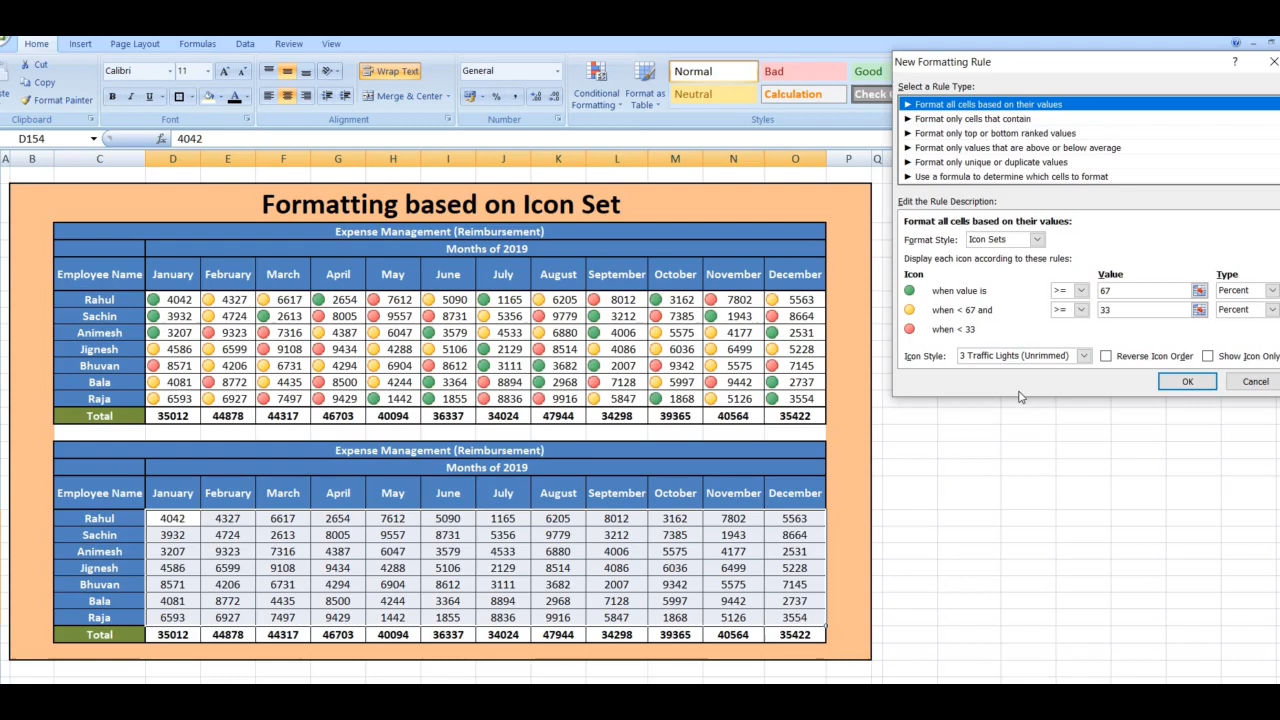 Home Insert Page Layout Formulas Data Review View
Cut
Copy
Format Painter
Clipboard
Calibri 11
B I U
Font
Wrap Text
Merge & Center
Alignment
General
Number
Conditional Formatting
Format as Table
Normal Bad Good
Neutral Calculation Check
Styles
D154 fx 4042
A B C D E F G H I J K L M N O P Q
Formatting based on Icon Set
Expense Management (Reimbursement)
Months of 2019
Employee Name January February March April May June July August September October November December
Rahul 4042 4327 6617 2654 7612 5090 1165 6205 8012 3162 7802 5563
Sachin 3932 4724 2613 8005 9557 8731 5356 9779 3212 7385 1943 8664
Animesh 3207 9323 7316 4387 6047 3579 4533 6880 4006 5575 4177 2531
Jignesh 4586 6599 9108 9434 4288 5106 2129 8514 4086 6036 6499 5228
Bhuvan 8571 4206 6731 4294 6904 8612 3111 3682 2007 9342 5575 7145
Bala 4081 8772 4435 8500 4244 3364 8894 2968 7128 5997 9442 2737
Raja 6593 6927 7497 9429 1442 1855 8836 9916 5847 1868 5126 3554
Total 35012 44878 44317 46703 40094 36337 34024 47944 34298 39365 40564 35422
Expense Management (Reimbursement)
Months of 2019
Employee Name January February March April May June July August September October November December
Rahul 4042 4327 6617 2654 7612 5090 1165 6205 8012 3162 7802 5563
Sachin 3932 4724 2613 8005 9557 8731 5356 9779 3212 7385 1943 8664
Animesh 3207 9323 7316 4387 6047 3579 4533 6880 4006 5575 4177 2531
Jignesh 4586 6599 9108 9434 4288 5106 2129 8514 4086 6036 6499 5228
Bhuvan 8571 4206 6731 4294 6904 8612 3111 3682 2007 9342 5575 7145
Bala 4081 8772 4435 8500 4244 3364 8894 2968 7128 5997 9442 2737
Raja 6593 6927 7497 9429 1442 1855 8836 9916 5847 1868 5126 3554
Total 35012 44878 44317 46703 40094 36337 34024 47944 34298 39365 40564 35422
New Formatting Rule
Select a Rule Type:
► Format all cells based on their values
► Format only cells that contain
► Format only top or bottom ranked values
► Format only values that are above or below average
► Format only unique or duplicate values
► Use a formula to determine which cells to format
Edit the Rule Description:
Format all cells based on their values:
Format Style: Icon Sets
Display each icon according to these rules:
Icon Value Type
when value is >= 67 Percent
when < 67 and >= 33 Percent
when < 33
Icon Style: 3 Traffic Lights (Unrimmed) Reverse Icon Order Show Icon Only
OK Cancel